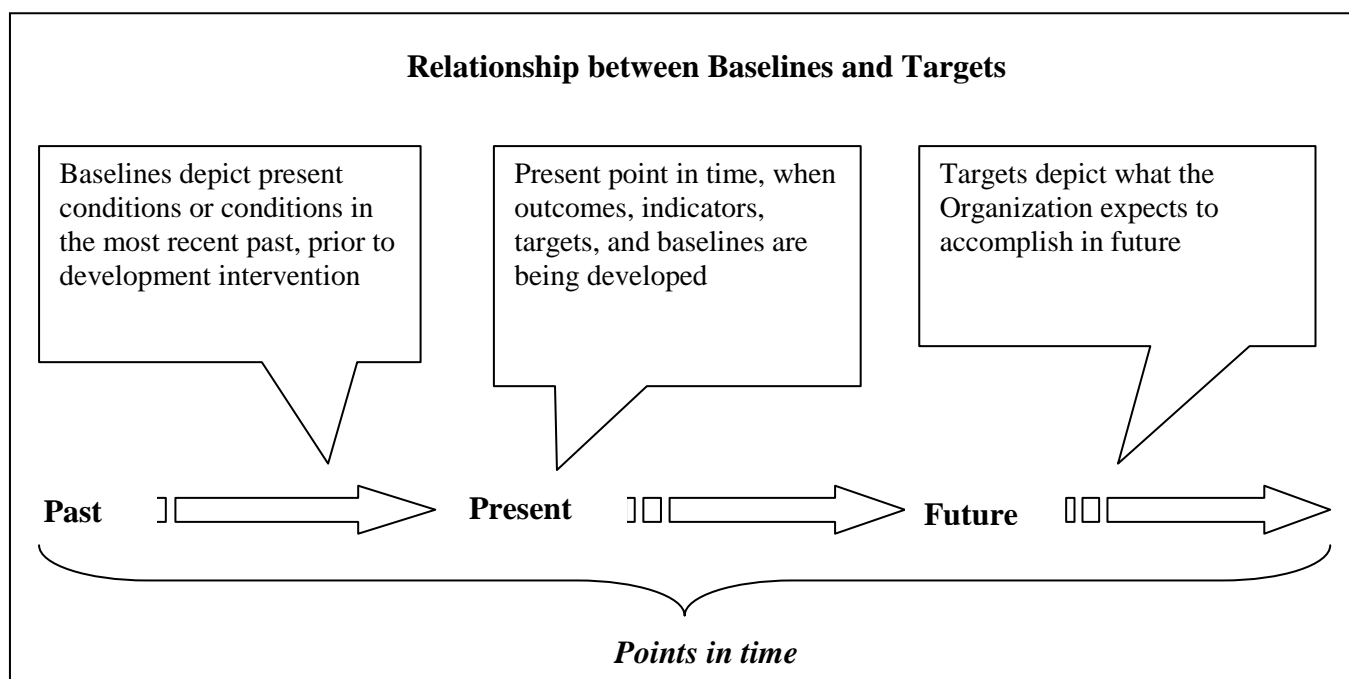 Relationship between Baselines and Targets
Baselines depict present
conditions or conditions in
the most recent past, prior to
development intervention
Present point in time, when
outcomes, indicators,
targets, and baselines are
being developed
Targets depict what the
Organization expects to
accomplish in future
Past
Present
Future
Points in time